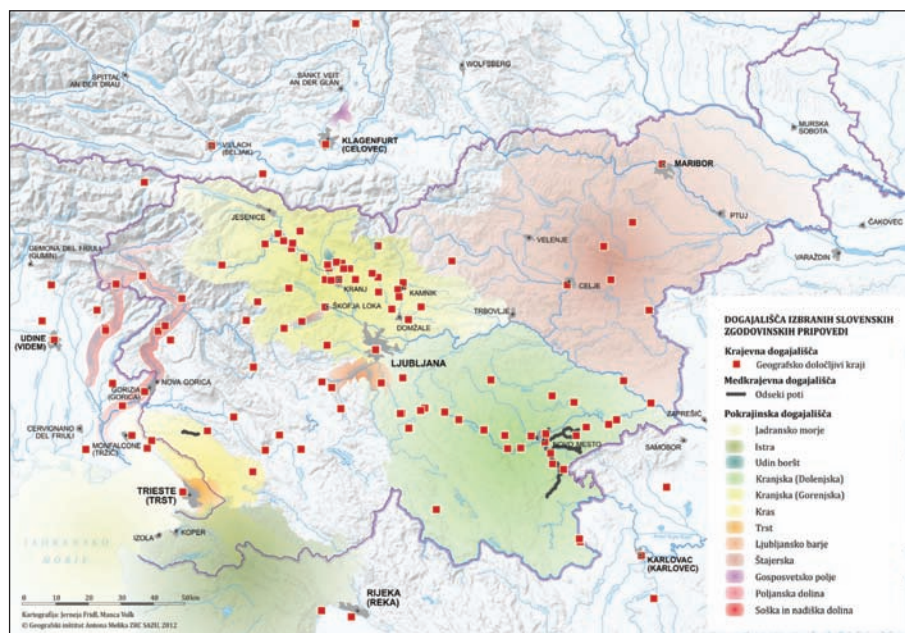 SPITTAL
AN DER DRAU
SANKT VEIT
AN DER GLAN
WOLFSBERG
KLAGENFURT
(CELOVEC)
VILLACH
(BELJAK)
MURSKA
SOBOTA
MARIBOR
JESENICE
PTUJ
ČAKOVEC
VELENJE
VARAŽDIN
GEMONA DEL FRIULI
(GUMIN)
KRANJ
KAMNIK
CELJE
ŠKOFJA LOKA
TRBOVLJE
DOMŽALE
UDINE
(VIDEM)
LJUBLJANA
NOVA GORICA
GORIZIA
(GORICA)
CERVIGNANO
DEL FRIULI
MONFALCONE
(TRŽIČ)
NOVO MESTO
ZAPREŠIĆ
SAMOBOR
TRIESTE
(TRST)
KOPER
IZOLA
JADRANSKO
MORJE
KARLOVAC
(KARLOVEC)
RIJEKA
(REKA)
DOGAJALIŠČA IZBRANIH SLOVENSKIH
ZGODOVINSKIH PRIPOVEDI
Krajevna dogajališča
Geografsko določljivi kraji
Medkrajevna dogajališča
Odseki poti
Pokrajinska dogajališča
Jadransko morje
Istra
Udin boršt
Kranjska (Dolenjska)
Kranjska (Gorenjska)
Kras
Trst
Ljubljansko barje
Štajerska
Gosposvetsko polje
Poljanska dolina
Soška in nadiška dolina
0 10 20 30 40 50 km
Kartografija: Jerneja Fridl, Manca Volk
© Geografski inštitut Antona Melika ZRC SAZU, 2012